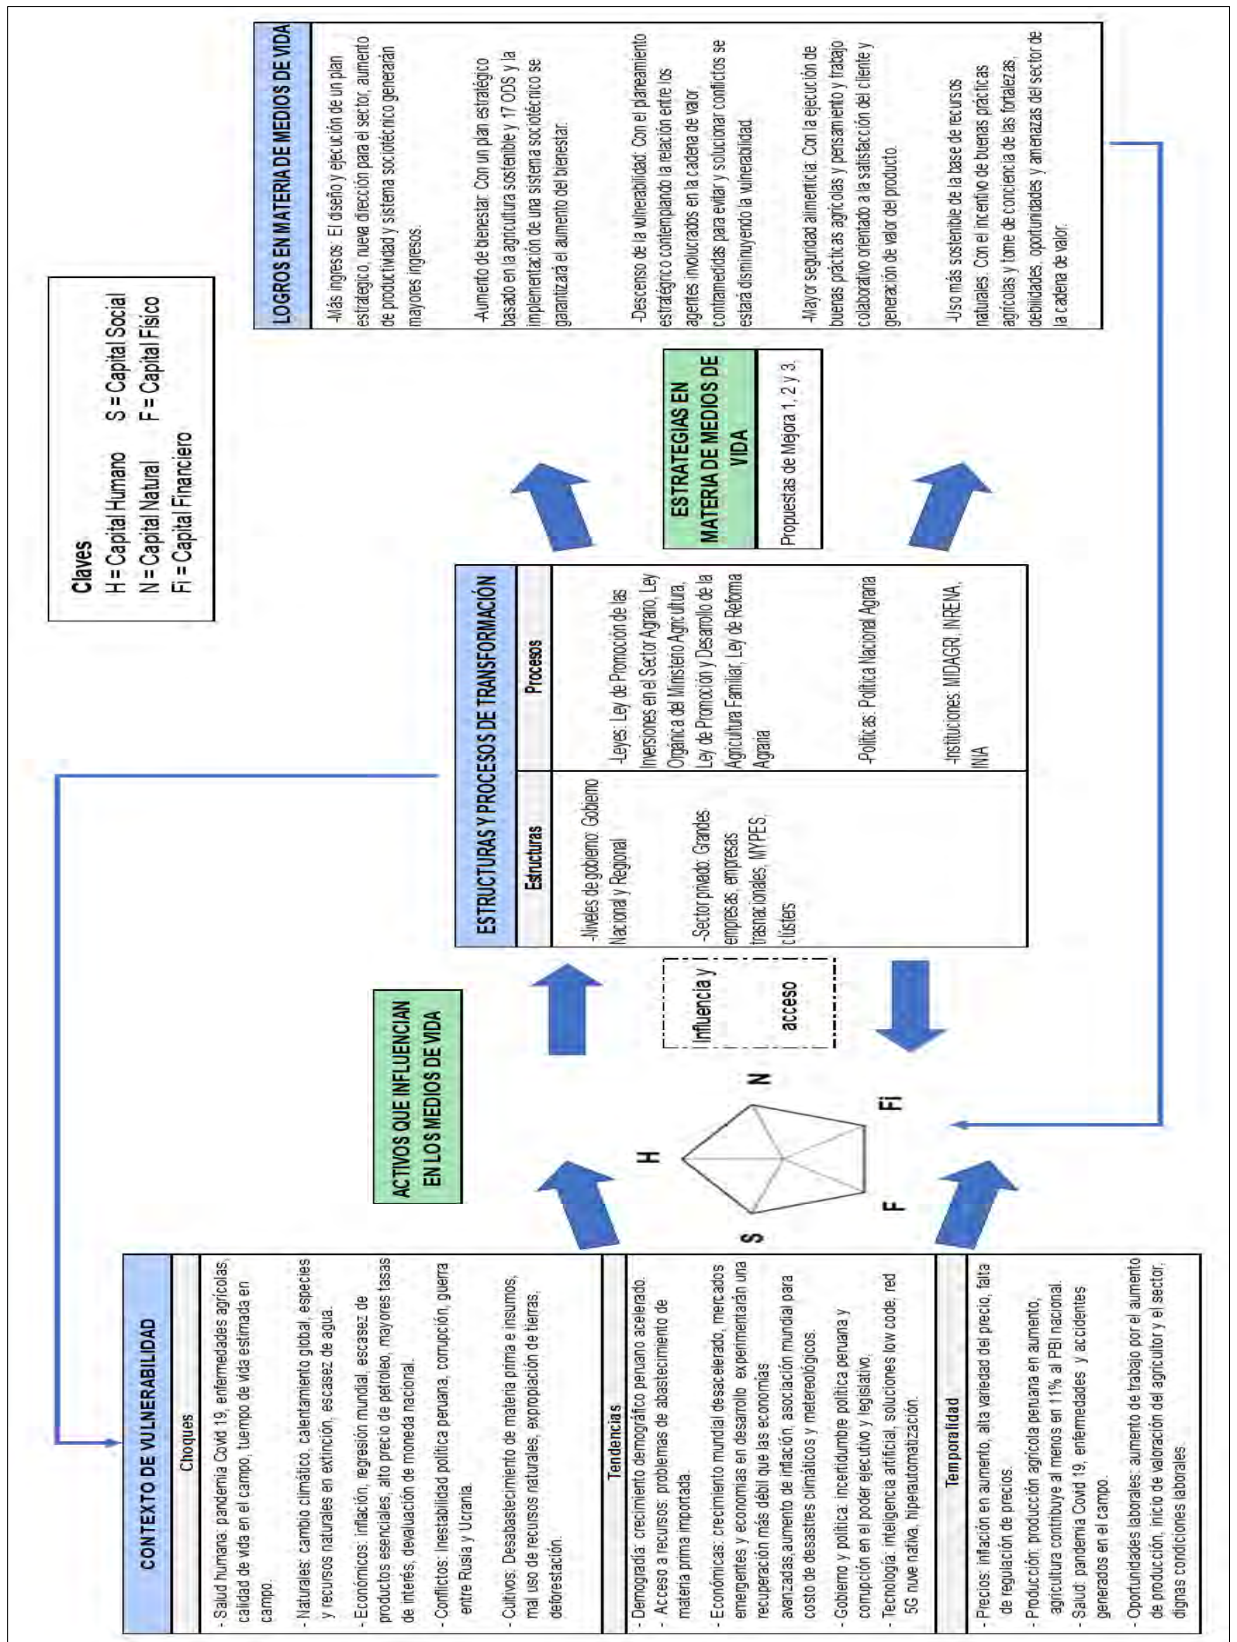 Claves
H = Capital Humano S = Capital Social
N = Capital Natural F = Capital Físico
Fi = Capital Financiero
CONTEXTO DE VULNERABILIDAD
Choques
- Salud humana: pandemia Covid 19, enfermedades agrícolas,
calidad de vida en el campo, tuempo de vida estimada en
campo.
- Naturales: cambio climático, calentamiento global, especies
y recursos naturales en extinción, escasez de agua.
- Económicos: inflación, regresión mundial, escasez de
productos esenciales, alto precio de petroleo, mayores tasas
de interés, devaluación de moneda nacional.
- Conflictos: Inestabilidad política peruana, corrupción, guerra
entre Rusia y Ucrania.
- Cultivos: Desabastecimiento de materia prima e insumos,
mal uso de recursos naturales, expropiación de tierras,
deforestación.
Tendencias
- Demografía: crecimiento demográfico peruano acelerado.
- Acceso a recursos: problemas de abastecimiento de
materia prima importada.
- Económicas: crecimiento mundial desacelerado, mercados
emergentes y economías en desarrollo experimentarán una
recuperación más débil que las economías
avanzadas,aumento de inflación, asociación mundial para
costo de desastres climáticos y metereológicos.
- Gobierno y política: incertidumbre política peruana y
corrupción en el poder ejecutivo y legislativo.
- Tecnología: inteligencia artificial, soluciones low code, red
5G nuve nativa, hiperautomatización.
Temporalidad
- Precios: inflación en aumento, alta variedad del precio, falta
de regulación de precios.
- Producción: producción agrícola peruana en aumento,
agricultura contribuye al menos en 11% al PBI nacional.
- Salud: pandemia Covid 19, enfermedades y accidentes
generados en el campo.
- Oportunidades laborales: aumento de trabajo por el aumento
de producción, inicio de valoración del agricultor y el sector,
dignas condiciones laborales.
ACTIVOS QUE INFLUENCIAN
EN LOS MEDIOS DE VIDA
H
S
N
F
Fi
Influencia y
acceso
ESTRUCTURAS Y PROCESOS DE TRANSFORMACIÓN
Estructuras
-Niveles de gobierno: Gobierno
Nacional y Regional
-Sector privado: Grandes
empresas, empresas
trasnacionales, MYPES,
clústers
Procesos
-Leyes: Ley de Promoción de las
Inversiones en el Sector Agrario, Ley
Orgánica del Ministerio Agricultura,
Ley de Promoción y Desarrollo de la
Agricultura Familiar, Ley de Reforma
Agraria
-Políticas: Política Nacional Agraria
-Instituciones: MIDAGRI, INRENA,
INIA
ESTRATEGIAS EN
MATERIA DE MEDIOS DE
VIDA
Propuestas de Mejora 1, 2 y 3.
LOGROS EN MATERIA DE MEDIOS DE VIDA
-Más ingresos: El diseño y ejecución de un plan
estratégico, nueva dirección para el sector, aumento
de productividad y sistema sociotécnico generarán
mayores ingresos.
-Aumento de bienestar: Con un plan estratégico
basado en la agricultura sostenible y 17 ODS y la
implementación de una sistema sociotécnico se
garantizará el aumento del bienestar.
-Descenso de la vulnerabilidad: Con el planeamiento
estratégrico contemplando la relación entre los
agentes involucrados en la cadena de valor,
contramedidas para evitar y solucionar conflictos se
estará disminuyendo la vulnerabilidad.
-Mayor seguridad alimenticia: Con la ejecución de
buenas prácticas agrícolas y pensamiento y trabajo
colaborativo orientado a la satisfacción del cliente y
generación de valor del producto.
-Uso más sostenible de la base de recursos
naturales: Con el incentivo de buenas prácticas
agrícolas y tome de conciencia de las fortalezas,
debilidades, oportunidades y amenazas del sector de
la cadena de valor.